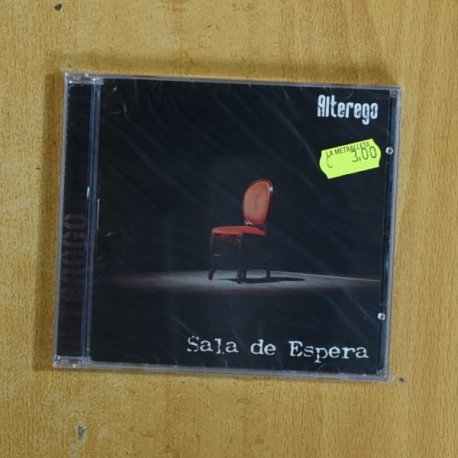 Alterego
LA METRALLETA
3.00
Sala de Espera